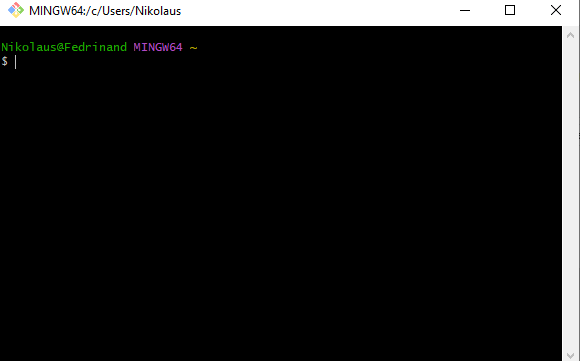 MINGW64:/c/Users/Nikolaus
Nikolaus@Fedrinand MINGW64 ~
$